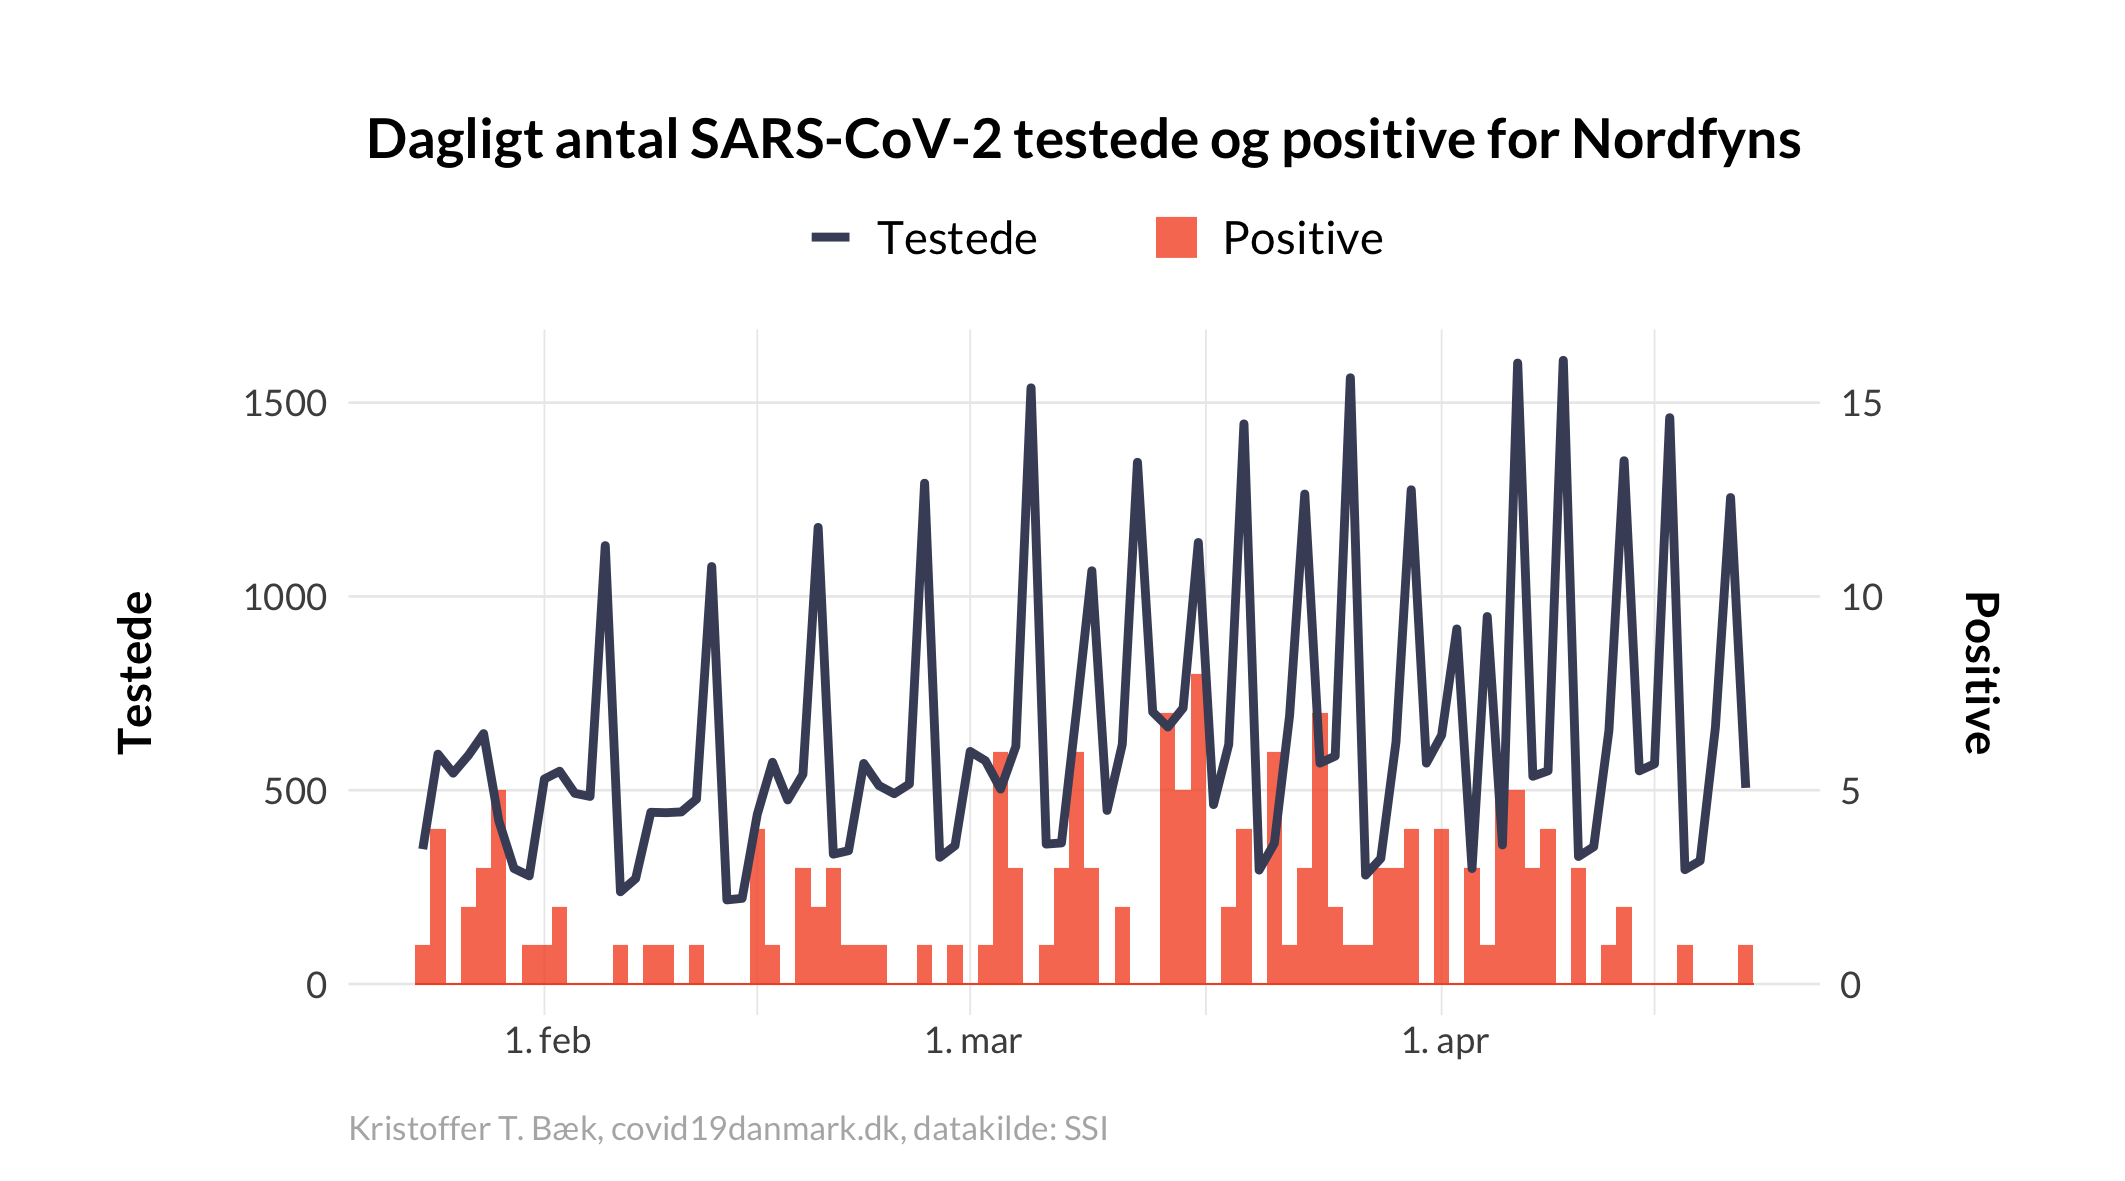 Dagligt antal SARS-CoV-2 testede og positive for Nordfyns
Testede Positive
1500 15
1000 10
500 5
0 0
Testede
Positive
1. feb 1. mar 1. apr
Kristoffer T. Bæk, covid19danmark.dk, datakilde: SSI